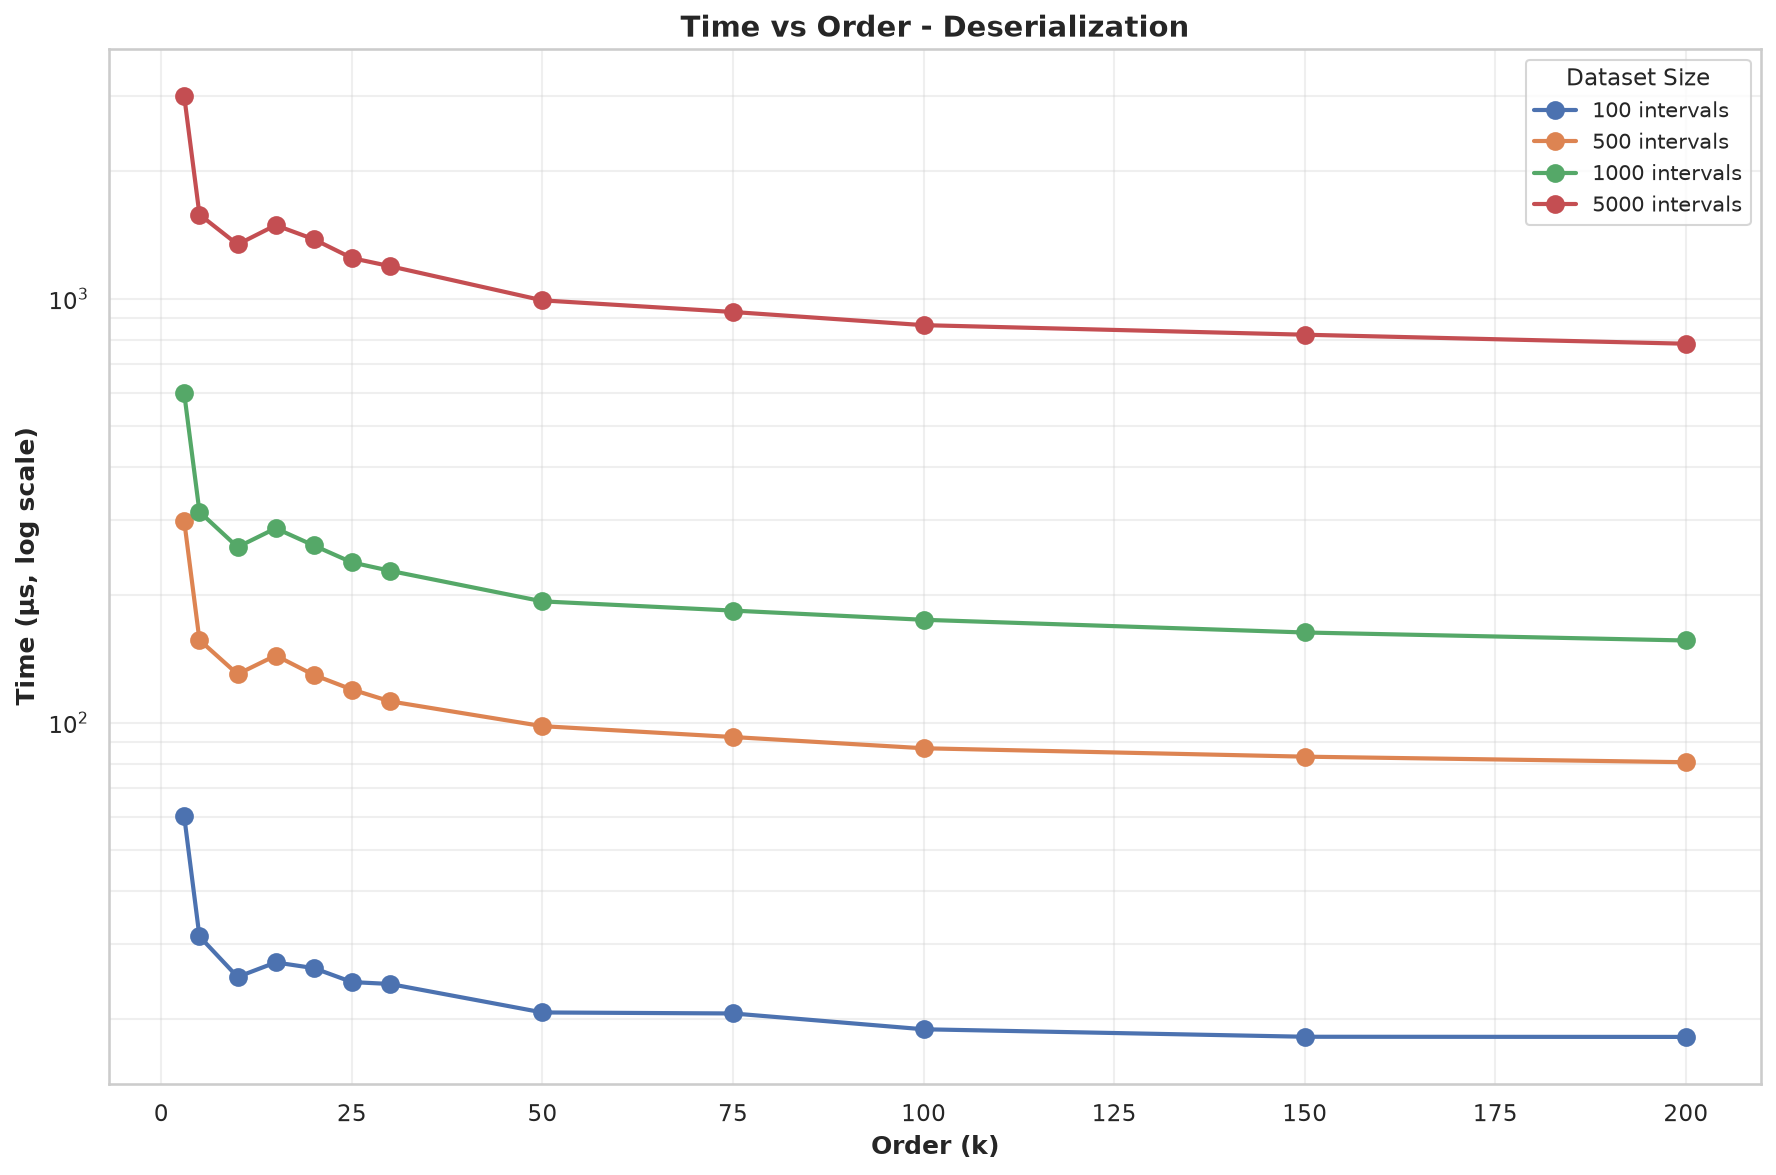 Time vs Order - Deserialization
Dataset Size
100 intervals
500 intervals
1000 intervals
5000 intervals
Time (µs, log scale)
10³
10²
0 25 50 75 100 125 150 175 200
Order (k)